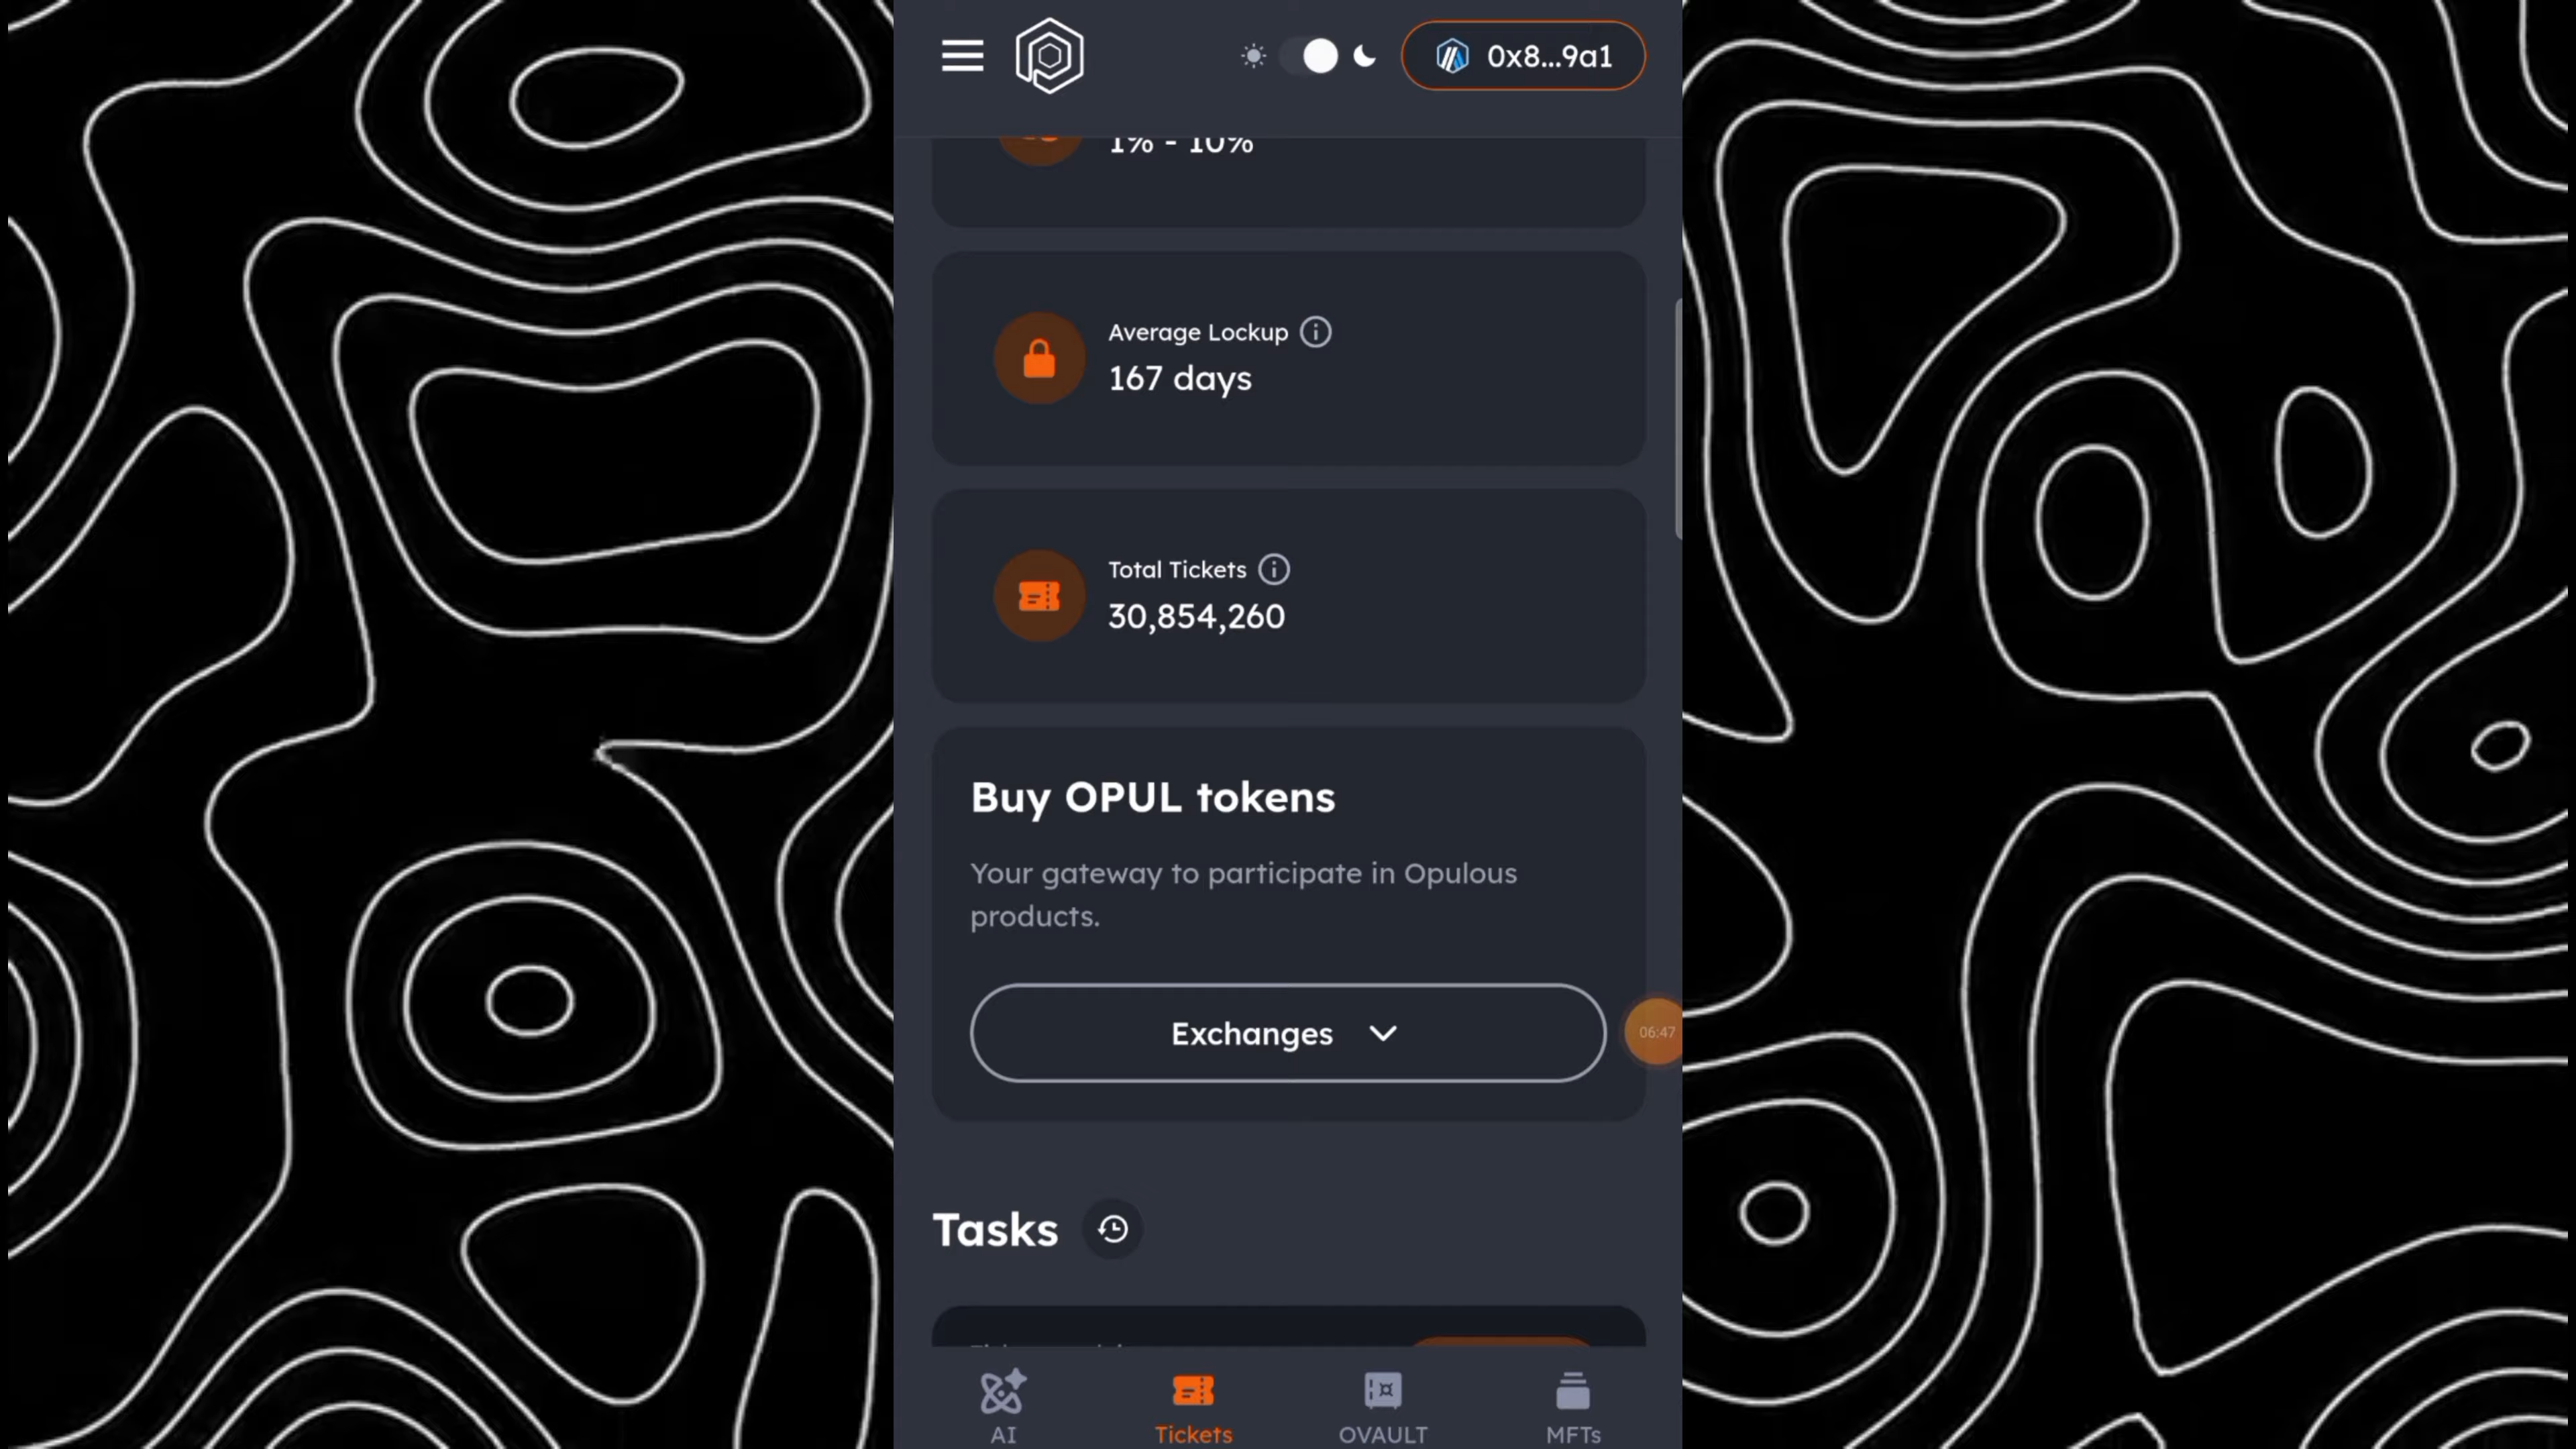 0x8...9a1
1% - 10%
Average Lockup
167 days
Total Tickets
30,854,260
Buy OPUL tokens
Your gateway to participate in Opulous
products.
Exchanges
06:47
Tasks
AI
Tickets
OVAULT
MFTs